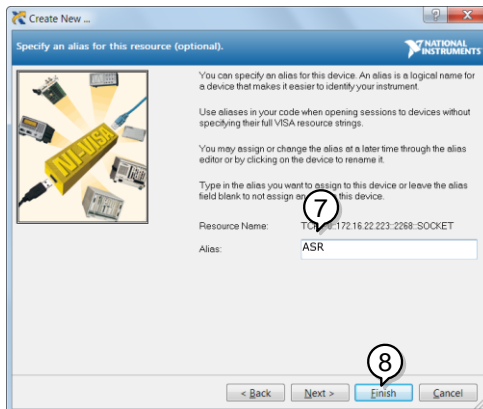 Create New ...
Specify an alias for this resource (optional).
NATIONAL
INSTRUMENTS
NI-VISA
You can specify an alias for this device. An alias is a logical name for
a device that makes it easier to identify your instrument.
Use aliases in your code when opening sessions to devices without
specifying their full VISA resource strings.
You may assign or change the alias at a later time through the alias
editor or by clicking on the device to rename it.
Type in the alias you want to assign to this device or leave the alias
field blank to not assign an this device.
7
Resource Name: 172.16.22.223::2268::SOCKET
Alias: ASR
8
< Back Next > Finish Cancel